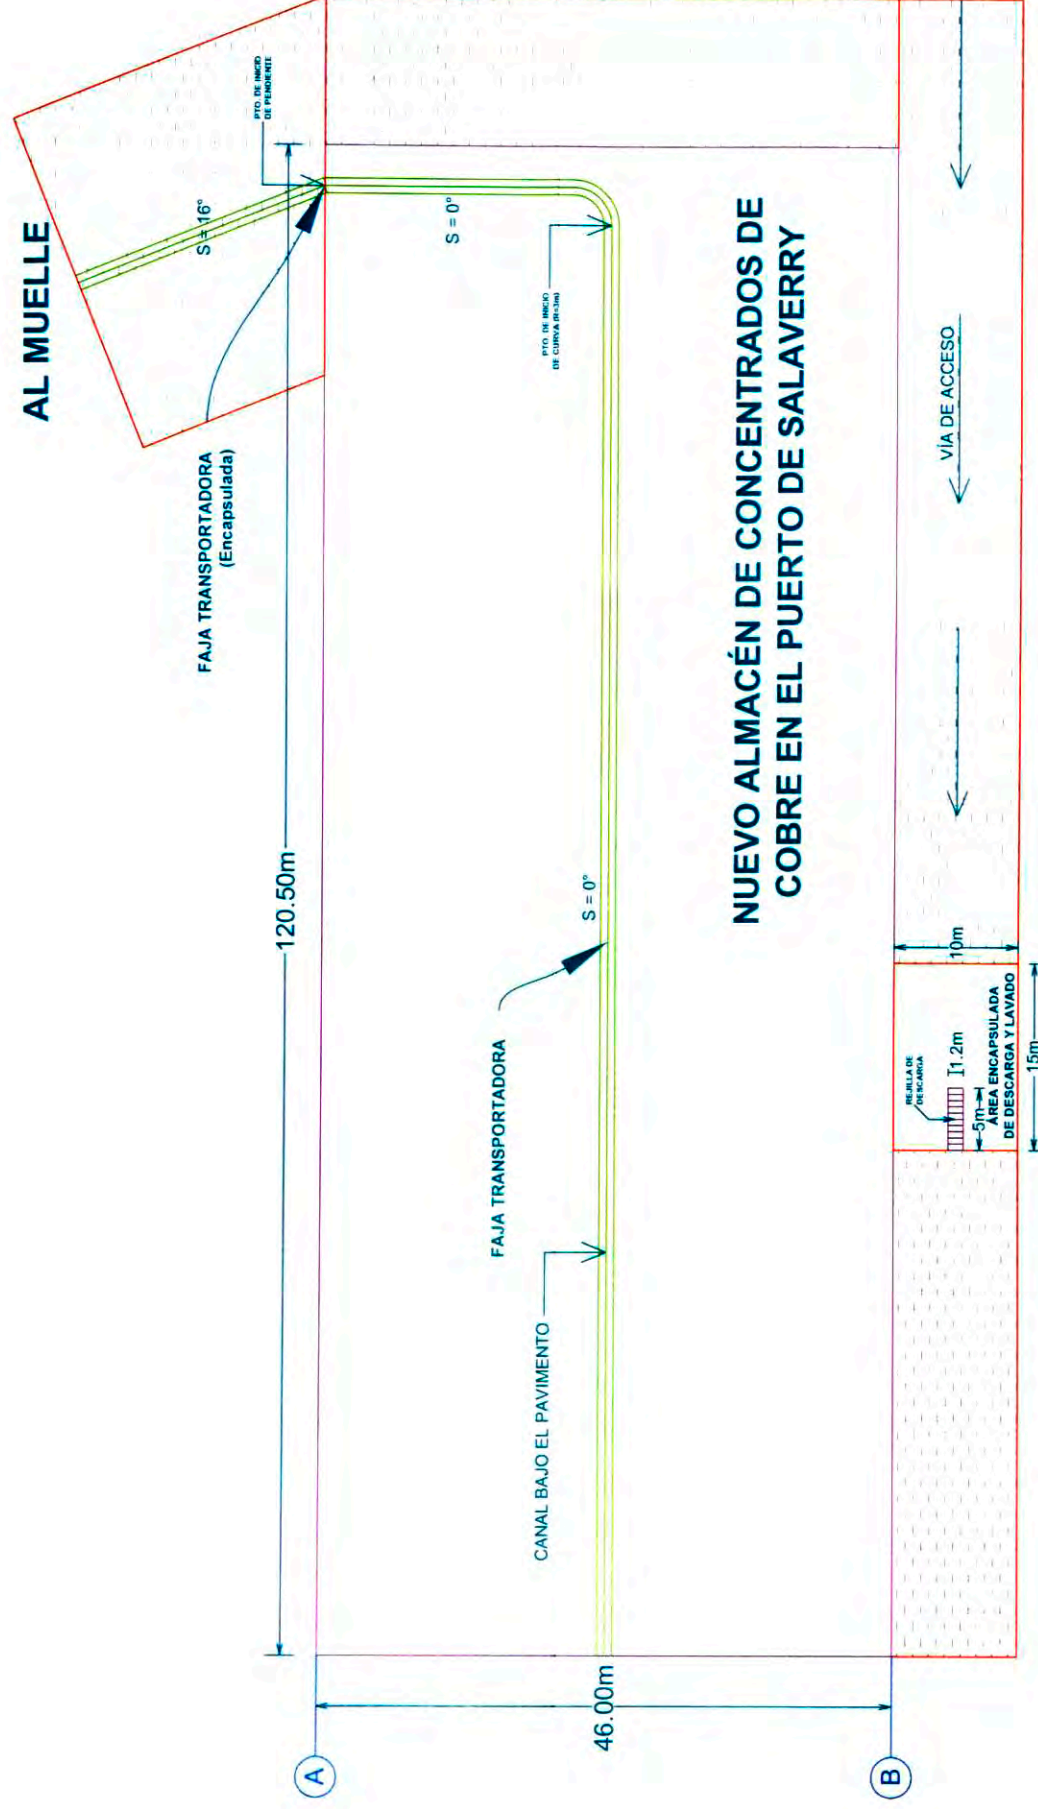 AL MUELLE
PTO. DE INICIO
DE PENDIENTE
S = 16°
FAJA TRANSPORTADORA
(Encapsulada)
120.50m
S = 0°
PTO. DE INICIO
DE CURVA (R=3m)
S = 0°
FAJA TRANSPORTADORA
CANAL BAJO EL PAVIMENTO
NUEVO ALMACÉN DE CONCENTRADOS DE
COBRE EN EL PUERTO DE SALAVERRY
VÍA DE ACCESO
10m
REJILLA DE
DESCARGA
1.2m
5m
ÁREA ENCAPSULADA
DE DESCARGA Y LAVADO
15m
46.00m
A
B